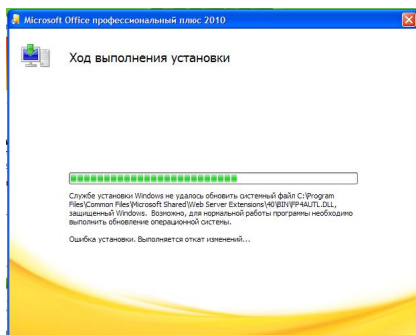 Microsoft Office профессиональный плюс 2010
Ход выполнения установки
Службе установки Windows не удалось обновить системный файл C:\Program
Files\Common Files\Microsoft Shared\Web Server Extensions\40\BIN\FP4AUTL.DLL,
защищенный Windows. Возможно, для нормальной работы программы необходимо
выполнить обновление операционной системы.
Ошибка установки. Выполняется откат изменений...